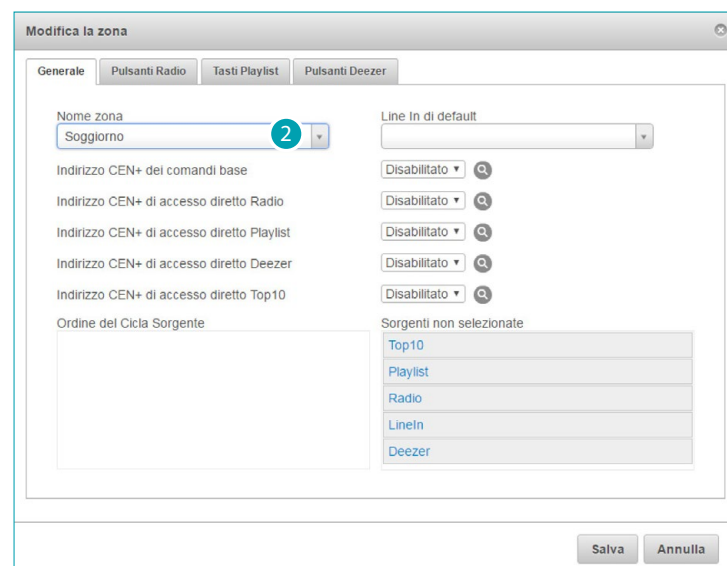 Modifica la zona
Generale Pulsanti Radio Tasti Playlist Pulsanti Deezer
Nome zona Line In di default
Soggiorno 2
Indirizzo CEN+ dei comandi base Disabilitato
Indirizzo CEN+ di accesso diretto Radio Disabilitato
Indirizzo CEN+ di accesso diretto Playlist Disabilitato
Indirizzo CEN+ di accesso diretto Deezer Disabilitato
Indirizzo CEN+ di accesso diretto Top10 Disabilitato
Ordine del Cicla Sorgente Sorgenti non selezionate
Top10
Playlist
Radio
LineIn
Deezer
Salva Annulla